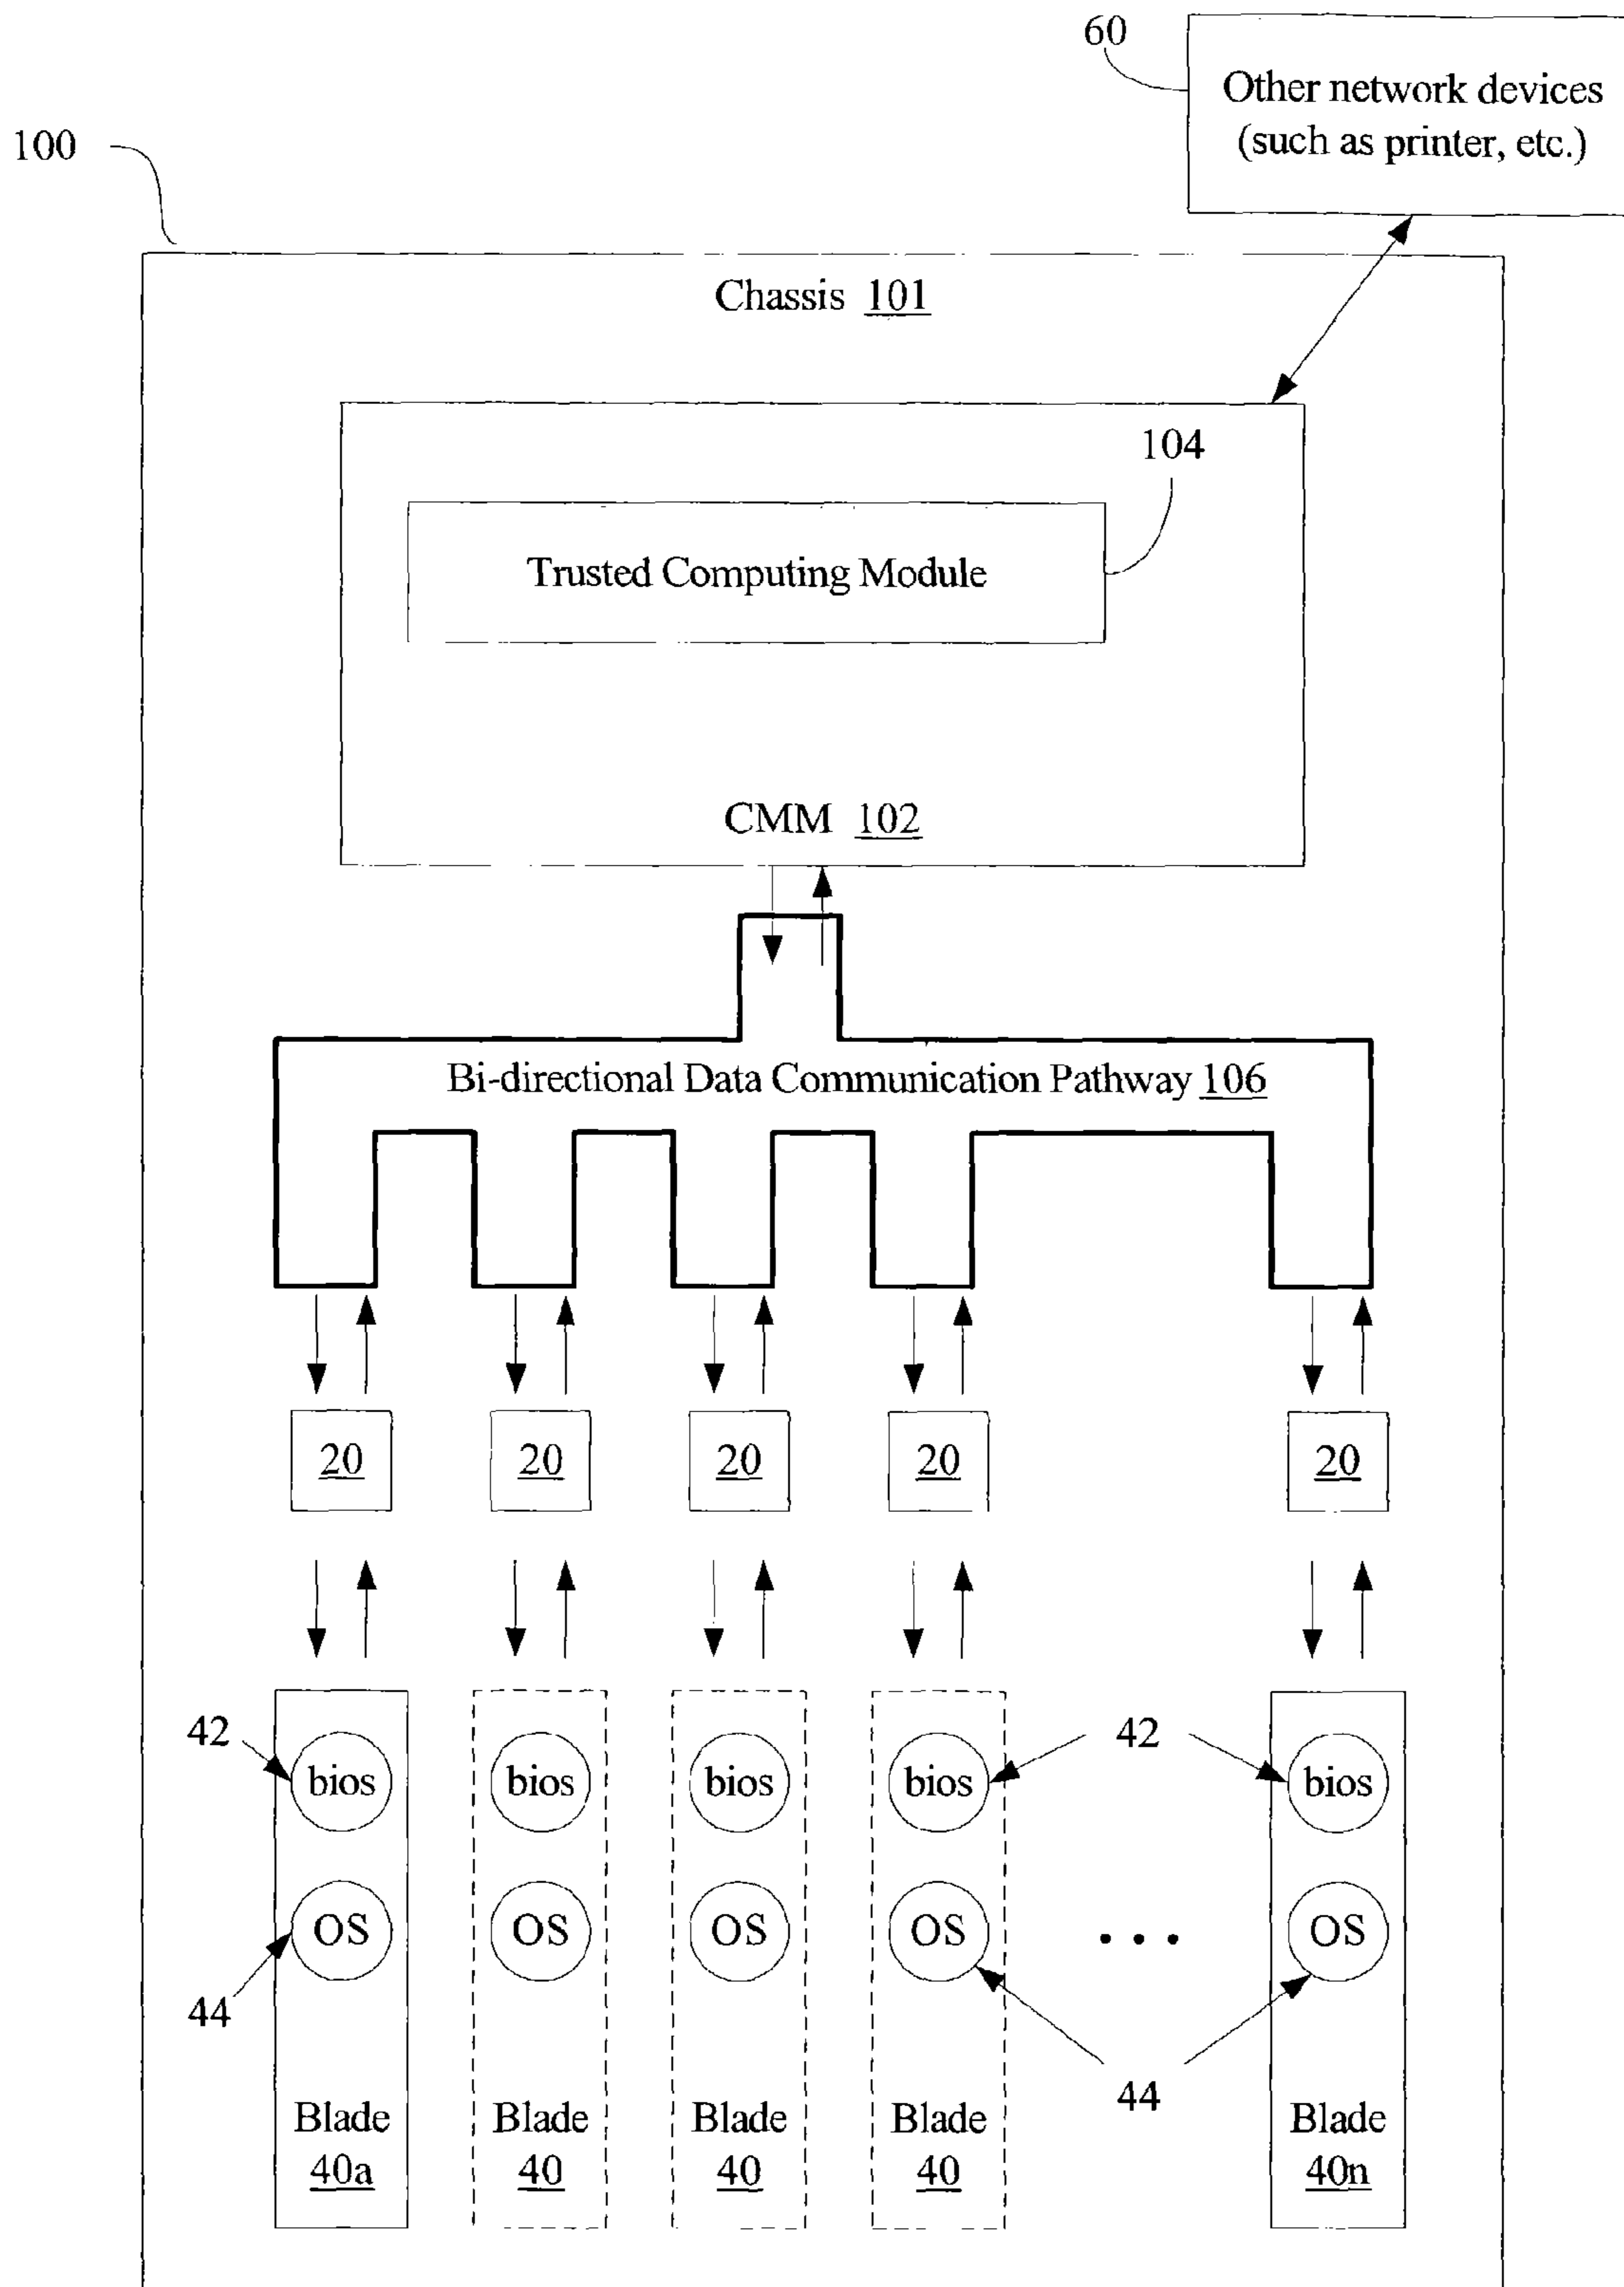 60
Other network devices
(such as printer, etc.)
100
Chassis 101
104
Trusted Computing Module
CMM 102
Bi-directional Data Communication Pathway 106
20 20 20 20 20
42 bios bios bios bios 42 bios
OS OS OS OS ... OS
44
44
Blade Blade Blade Blade Blade
40a 40 40 40 40n